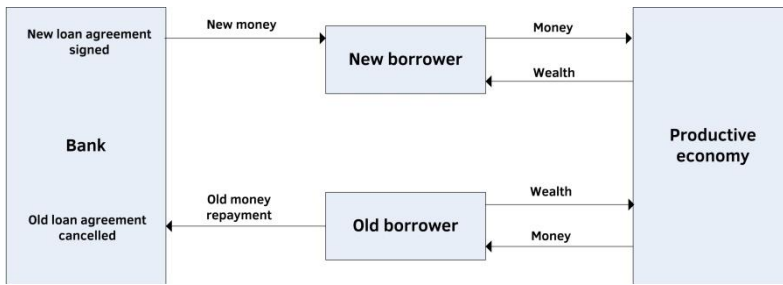 New loan agreement
signed
New money
New borrower
Money
Wealth
Bank
Productive
economy
Old loan agreement
cancelled
Old money
repayment
Old borrower
Wealth
Money